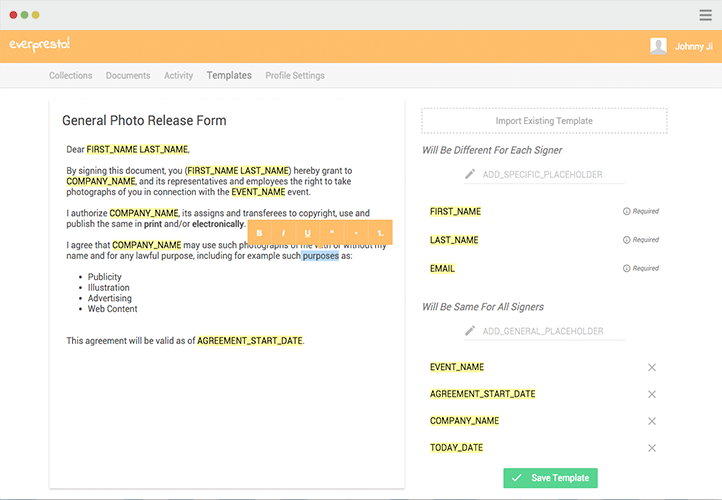 everpresto!
Johnny Ji
Collections Documents Activity Templates Profile Settings
General Photo Release Form
Dear FIRST_NAME LAST_NAME,
By signing this document, you (FIRST_NAME LAST_NAME) hereby grant to
COMPANY_NAME, and its representatives and employees the right to take
photographs of you in connection with the EVENT_NAME event.
I authorize COMPANY_NAME, its assigns and transferees to copyright, use and
publish the same in print and/or electronically.
B I U " • 1.
I agree that COMPANY_NAME may use such photographs of me with or without my
name and for any lawful purpose, including for example such purposes as:
• Publicity
• Illustration
• Advertising
• Web Content
This agreement will be valid as of AGREEMENT_START_DATE.
Import Existing Template
Will Be Different For Each Signer
ADD_SPECIFIC_PLACEHOLDER
FIRST_NAME Required
LAST_NAME Required
EMAIL Required
Will Be Same For All Signers
ADD_GENERAL_PLACEHOLDER
EVENT_NAME
AGREEMENT_START_DATE
COMPANY_NAME
TODAY_DATE
Save Template